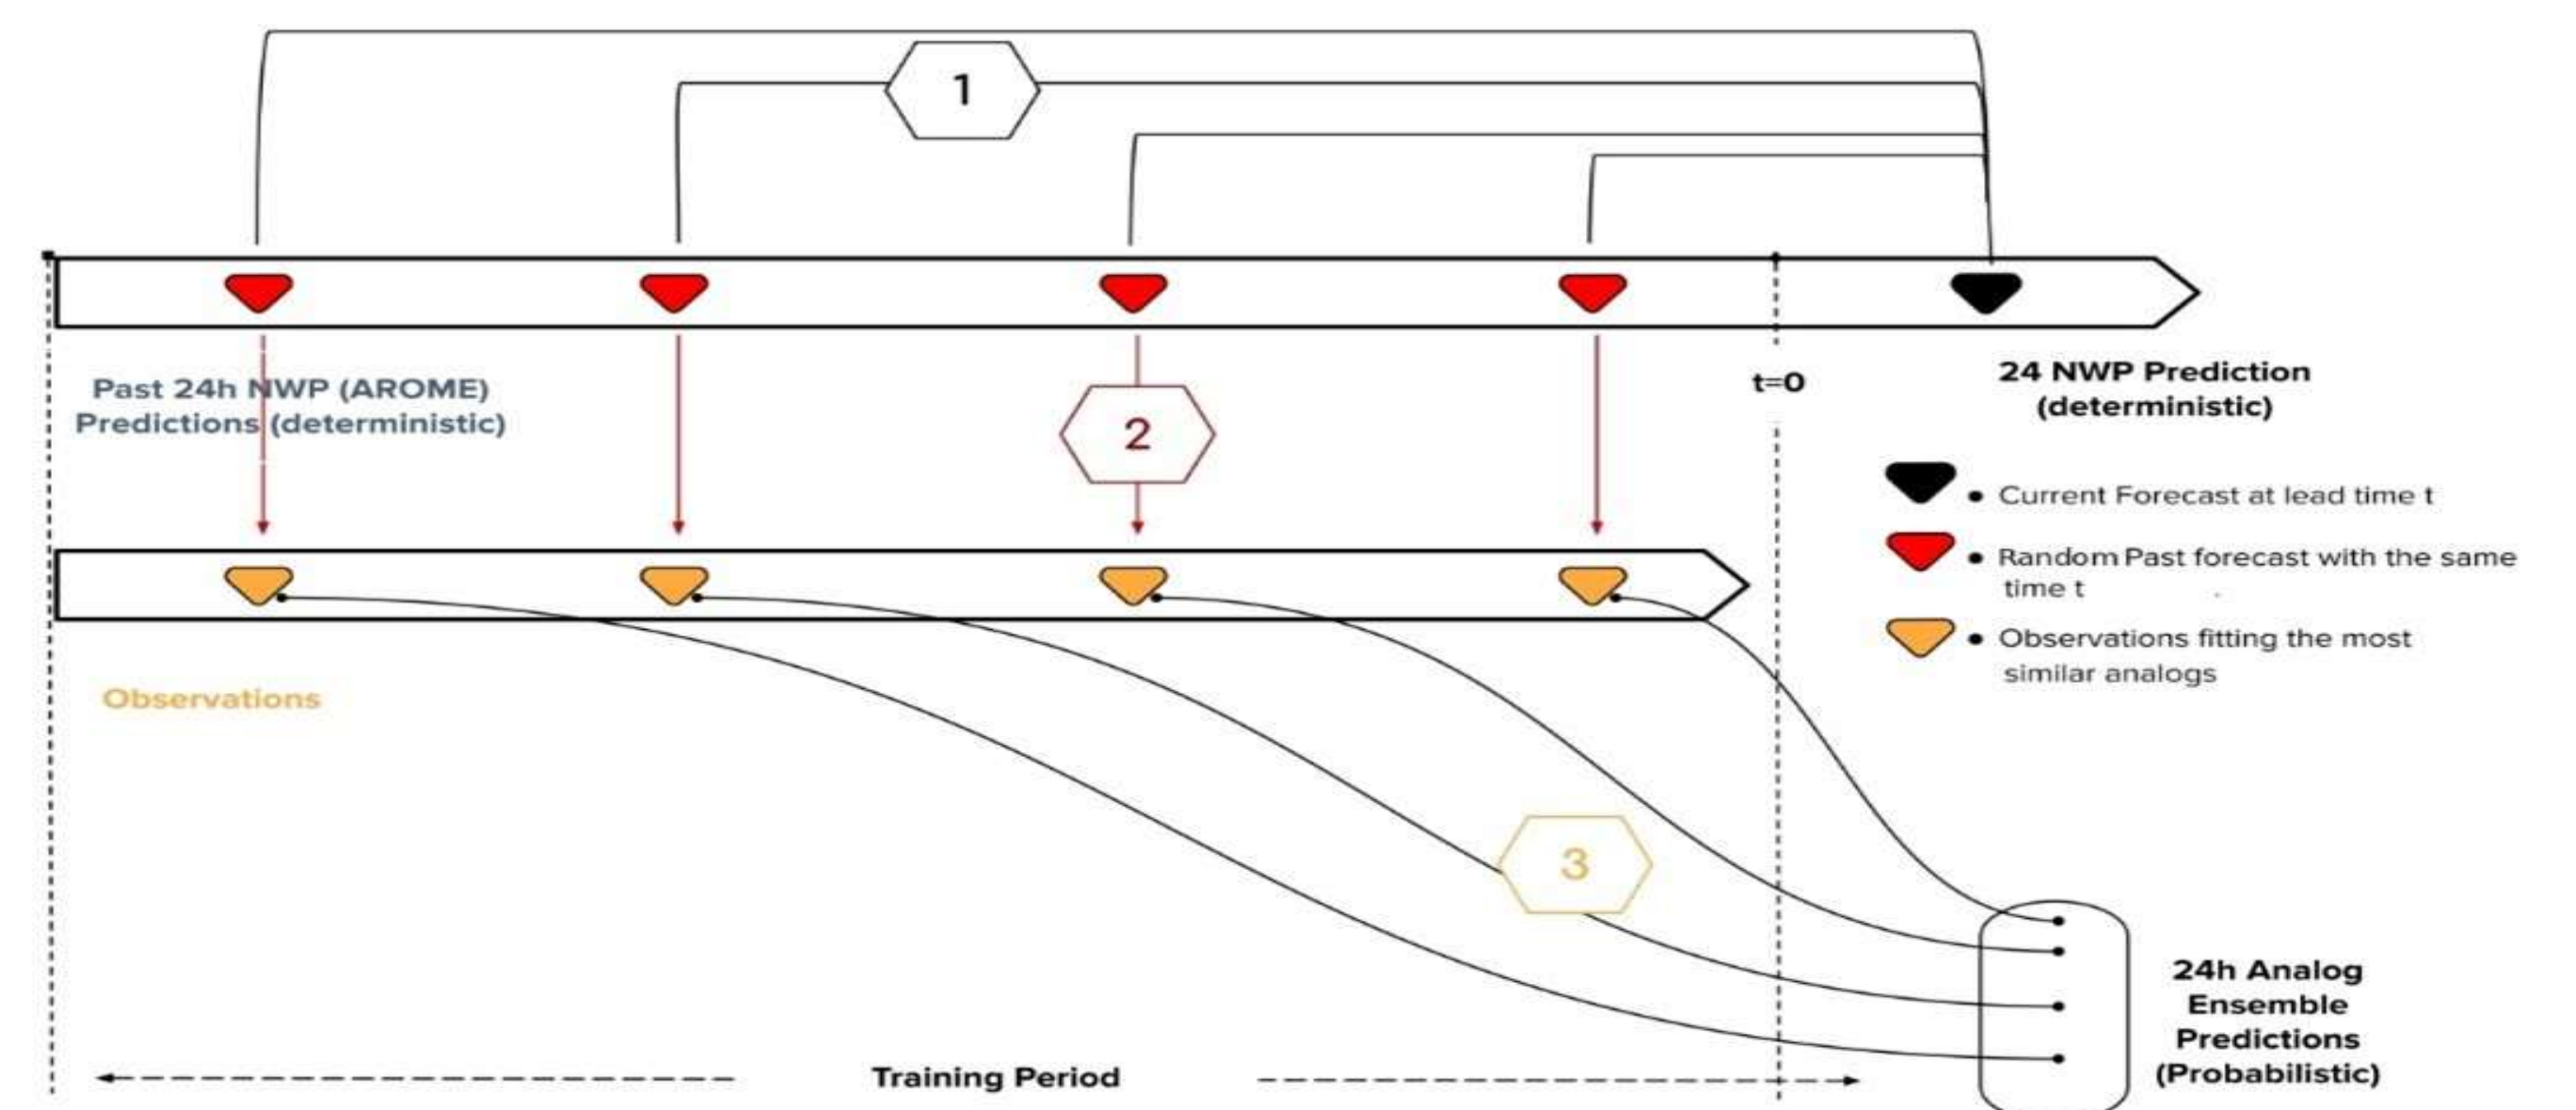 1
Past 24h NWP (AROME)
Predictions (deterministic)
2
t=0
24 NWP Prediction
(deterministic)
• Current Forecast at lead time t
• Random Past forecast with the same
time t
• Observations fitting the most
similar analogs
Observations
3
24h Analog
Ensemble
Predictions
(Probabilistic)
Training Period